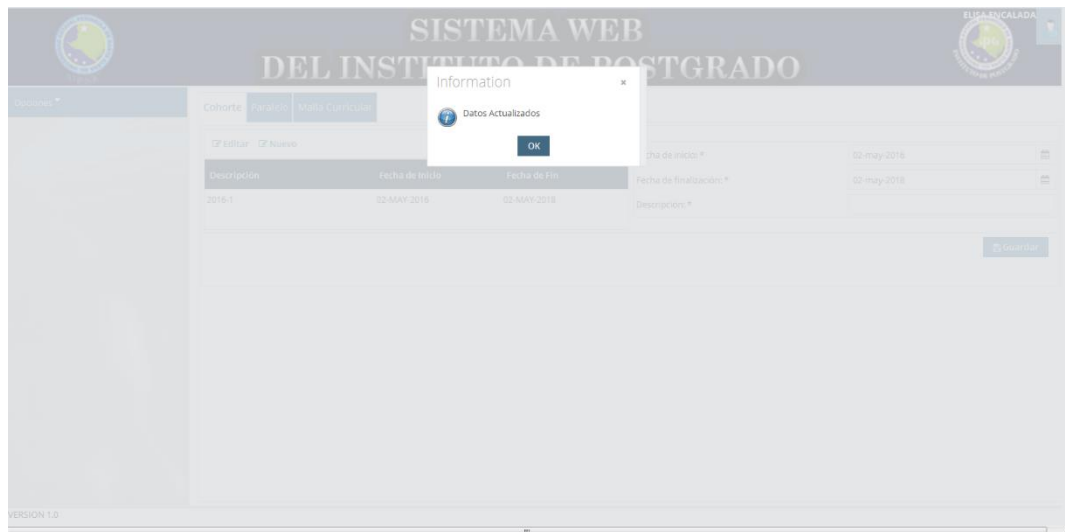 SISTEMA WEB
DEL INSTITUTO DE POSTGRADO
ELISA ENCALADA
Opciones
Cohorte Paralelo Malla Curricular
Information
Datos Actualizados
OK
Editar Nuevo
Descripción Fecha de Inicio Fecha de Fin
2016-1 02-MAY-2016 02-MAY-2018
cha de inicio: * 02-may-2016
Fecha de finalización: * 02-may-2018
Descripción: *
Guardar
VERSION 1.0